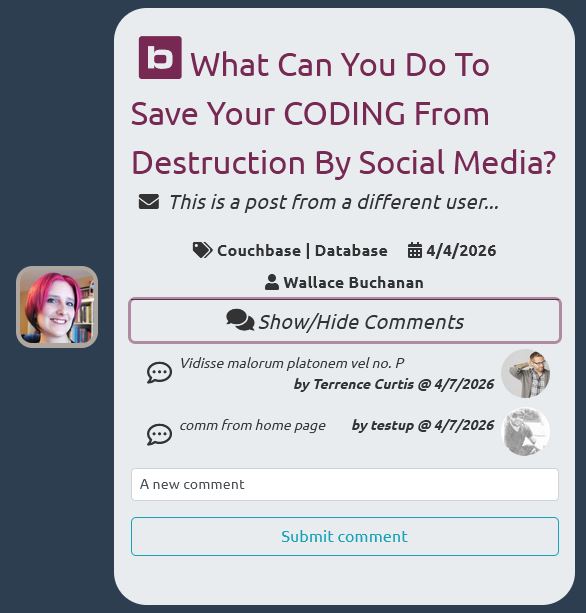 b What Can You Do To
Save Your CODING From
Destruction By Social Media?
This is a post from a different user...
Couchbase | Database 4/4/2026
Wallace Buchanan
Show/Hide Comments
Vidisse malorum platonem vel no. P
by Terrence Curtis @ 4/7/2026
comm from home page by testup @ 4/7/2026
A new comment
Submit comment